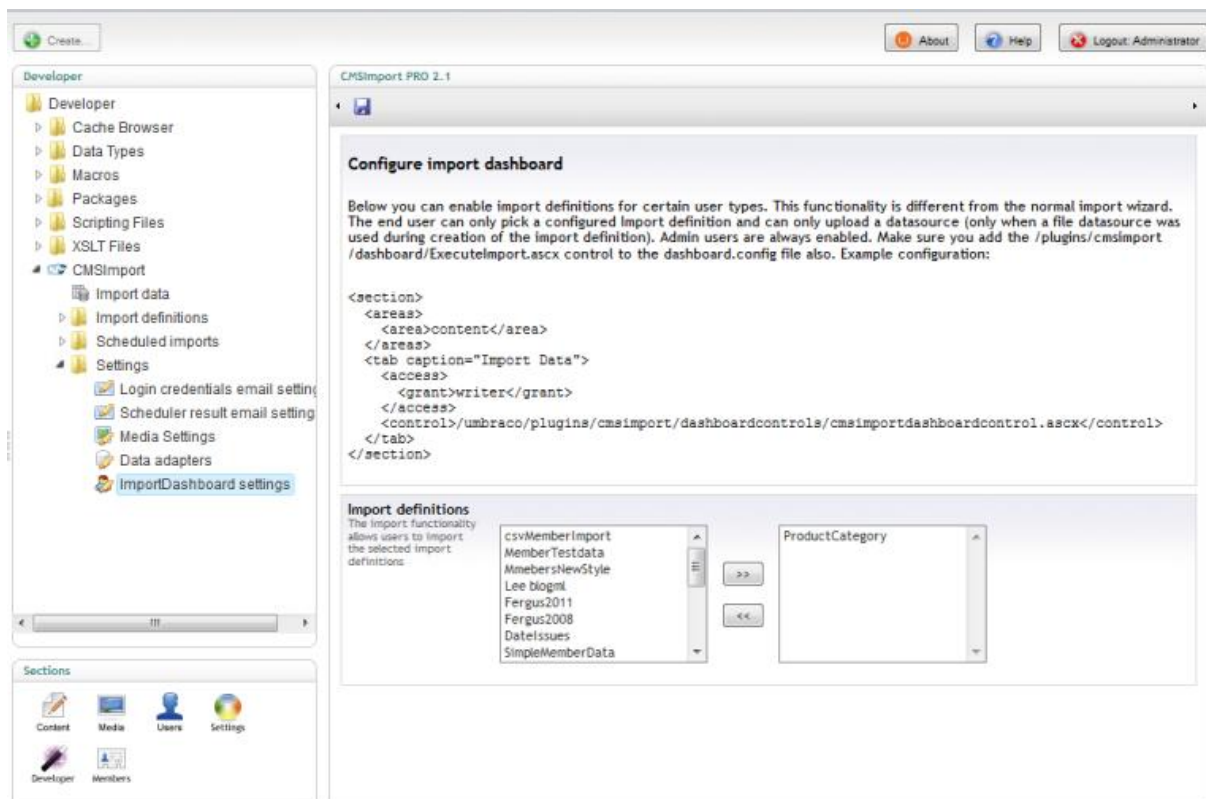 Create...
About
Help
Logout: Administrator
Developer
Developer
Cache Browser
Data Types
Macros
Packages
Scripting Files
XSLT Files
CMSImport
Import data
Import definitions
Scheduled imports
Settings
Login credentials email setting
Scheduler result email setting
Media Settings
Data adapters
ImportDashboard settings
Sections
Content
Media
Users
Settings
Developer
Members
CMSImport PRO 2.1
Configure import dashboard
Below you can enable import definitions for certain user types. This functionality is different from the normal import wizard.
The end user can only pick a configured Import definition and can only upload a datasource (only when a file datasource was
used during creation of the import definition). Admin users are always enabled. Make sure you add the /plugins/cmsimport
/dashboard/ExecuteImport.ascx control to the dashboard.config file also. Example configuration:
<section>
<areas>
<area>content</area>
</areas>
<tab caption="Import Data">
<access>
<grant>writer</grant>
</access>
<control>/umbraco/plugins/cmsimport/dashboardcontrols/cmsimportdashboardcontrol.ascx</control>
</tab>
</section>
Import definitions
The import functionality
allows users to import
the selected import
definitions
csvMemberImport
MemberTestdata
MmebersNewStyle
Lee blogml
Fergus2011
Fergus2008
DateIssues
SimpleMemberData
>>
<<
ProductCategory